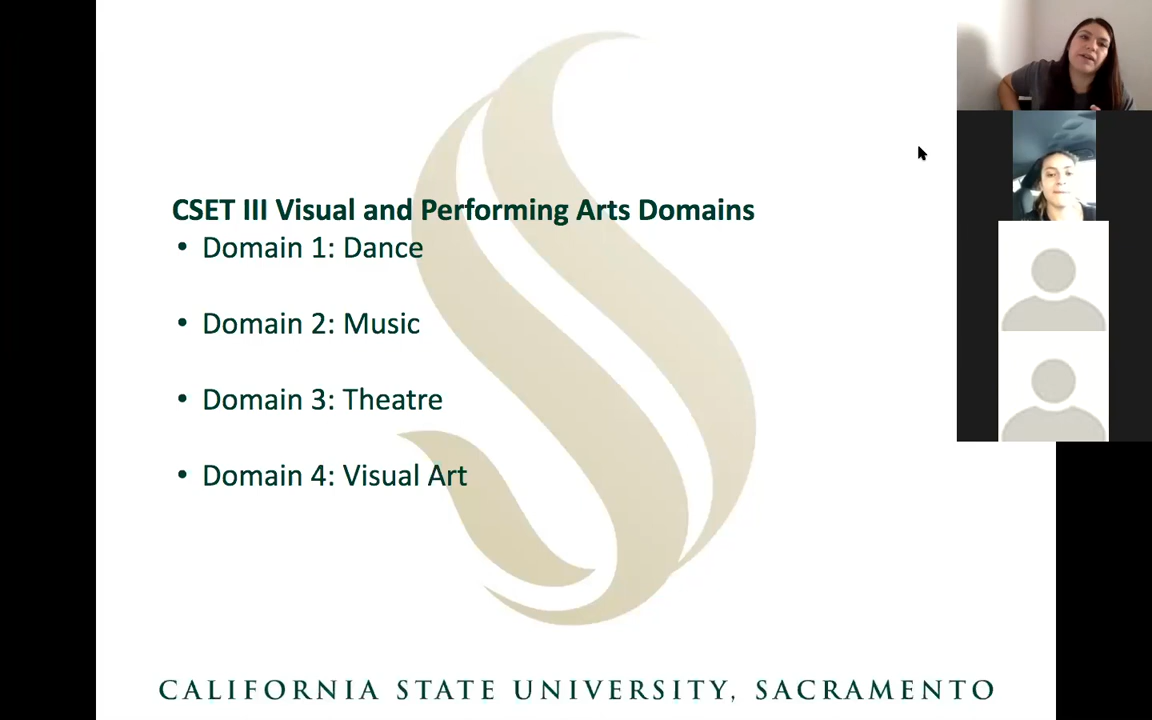 CSET III Visual and Performing Arts Domains
• Domain 1: Dance
• Domain 2: Music
• Domain 3: Theatre
• Domain 4: Visual Art
CALIFORNIA STATE UNIVERSITY, SACRAMENTO